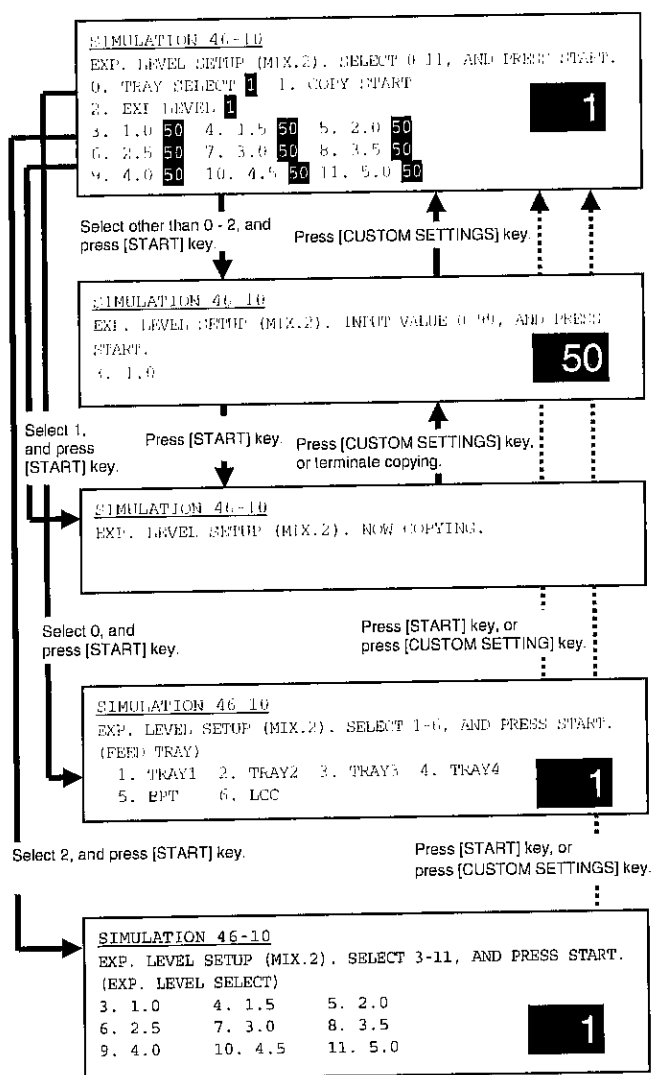 SIMULATION 46-10
EXP. LEVEL SETUP (MIX.2). SELECT 0-11, AND PRESS START.
0. TRAY SELECT 1 1. COPY START
2. EXP LEVEL 1
1
3. 1.0 50 4. 1.5 50 5. 2.0 50
6. 2.5 50 7. 3.0 50 8. 3.5 50
9. 4.0 50 10. 4.5 50 11. 5.0 50
Select other than 0 - 2, and
press [START] key.
Press [CUSTOM SETTINGS] key.
SIMULATION 46-10
EXP. LEVEL SETUP (MIX.2). INPUT VALUE 0-99, AND PRESS
START.
50
3. 1.0
Select 1,
and press
[START] key.
Press [START] key.
Press [CUSTOM SETTINGS] key,
or terminate copying.
SIMULATION 46-10
EXP. LEVEL SETUP (MIX.2). NOW COPYING.
Select 0, and
press [START] key.
Press [START] key, or
press [CUSTOM SETTING] key.
SIMULATION 46-10
EXP. LEVEL SETUP (MIX.2). SELECT 1-6, AND PRESS START.
(FEED TRAY)
1. TRAY1 2. TRAY2 3. TRAY3 4. TRAY4
5. BPT 6. LCC
1
Select 2, and press [START] key.
Press [START] key, or
press [CUSTOM SETTINGS] key.
SIMULATION 46-10
EXP. LEVEL SETUP (MIX.2). SELECT 3-11, AND PRESS START.
(EXP. LEVEL SELECT)
3. 1.0 4. 1.5 5. 2.0
6. 2.5 7. 3.0 8. 3.5
9. 4.0 10. 4.5 11. 5.0
1